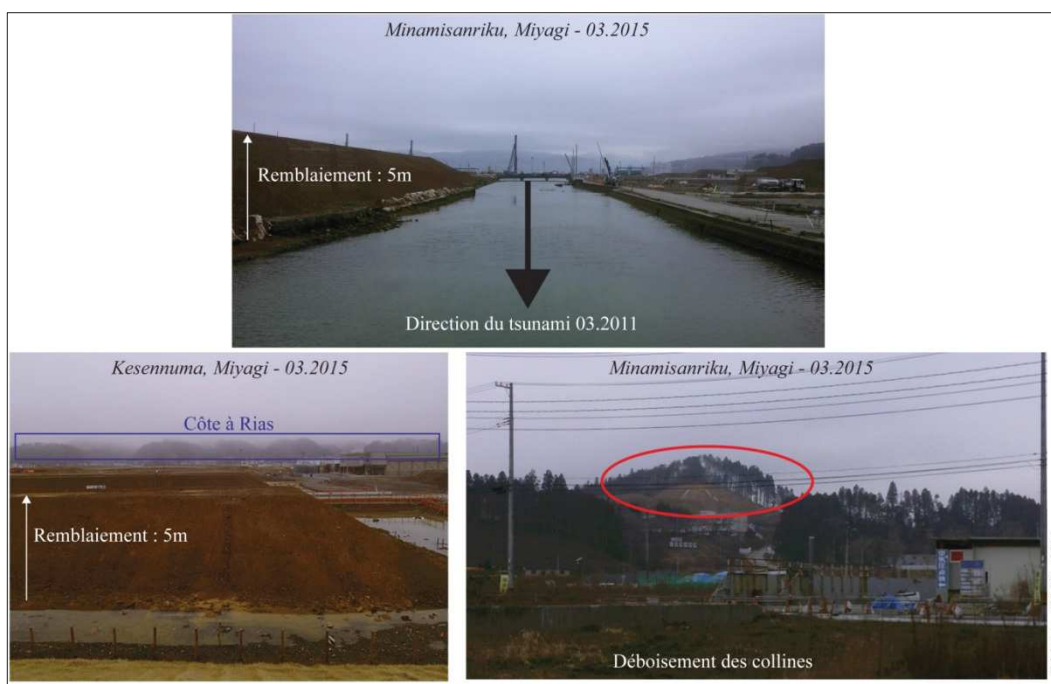 Minamisanriku, Miyagi - 03.2015
Remblaiement : 5m
Direction du tsunami 03.2011
Kesennuma, Miyagi - 03.2015
Côte à Rias
Remblaiement : 5m
Minamisanriku, Miyagi - 03.2015
Déboisement des collines